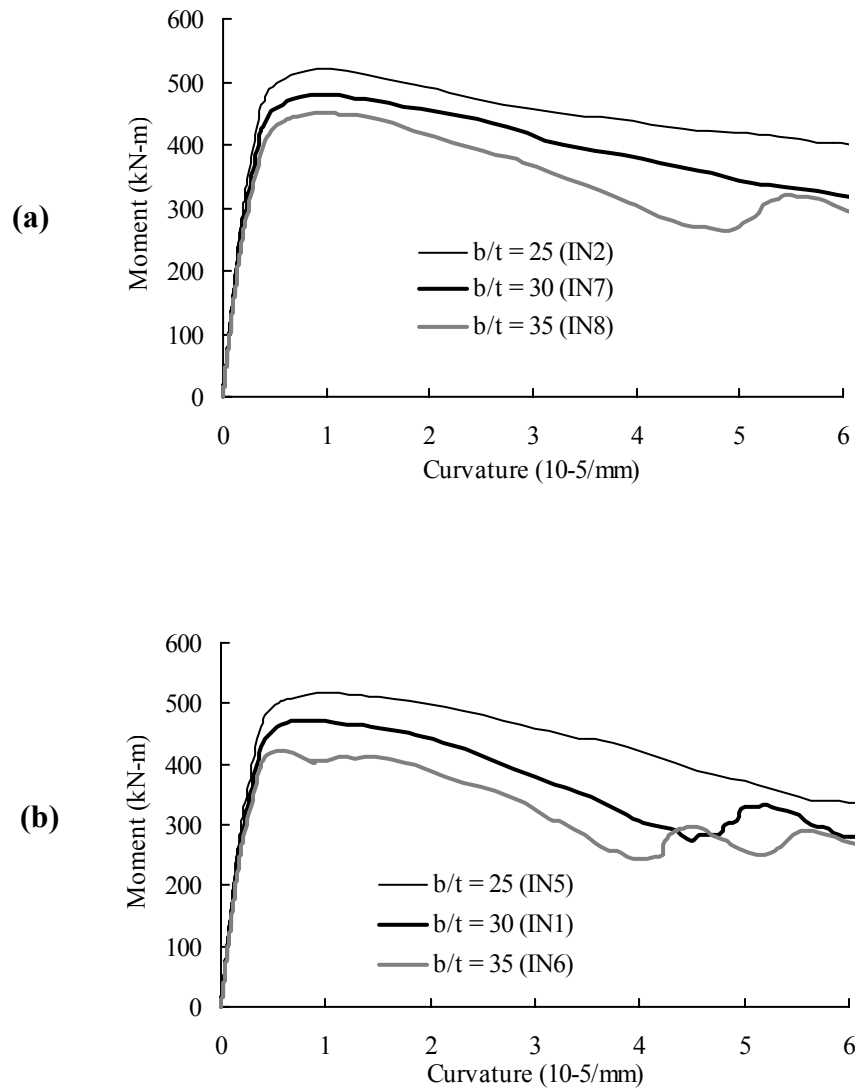 (a)
Moment (kN-m)
600
500
400
300
200
100
0
b/t = 25 (IN2)
b/t = 30 (IN7)
b/t = 35 (IN8)
0 1 2 3 4 5 6
Curvature (10-5/mm)
(b)
Moment (kN-m)
600
500
400
300
200
100
0
b/t = 25 (IN5)
b/t = 30 (IN1)
b/t = 35 (IN6)
0 1 2 3 4 5 6
Curvature (10-5/mm)